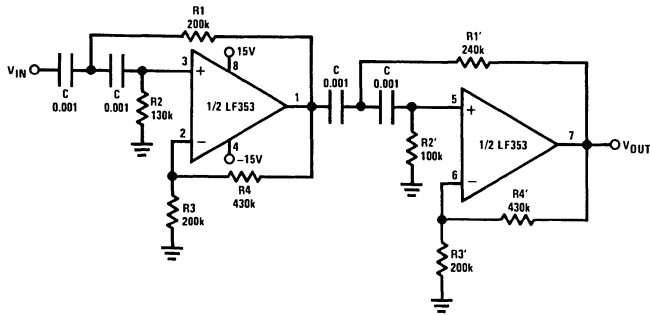 R1
200k
15V
8
3
+
VIN
C
0.001
C
0.001
R2
130k
1/2 LF353
1
2
−
4
−15V
R4
430k
R3
200k
C
0.001
C
0.001
R1'
240k
5
+
R2'
100k
1/2 LF353
7
VOUT
6
−
R4'
430k
R3'
200k